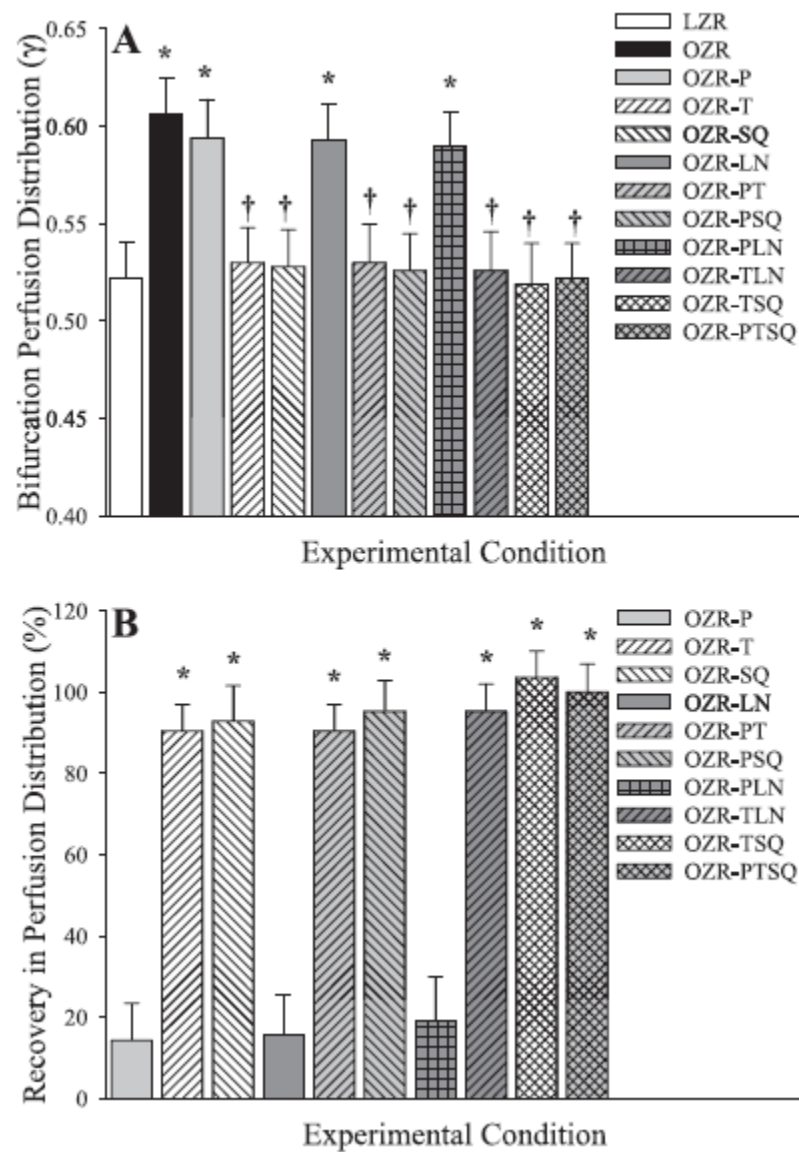 A
Bifurcation Perfusion Distribution (γ)
0.65
0.60
0.55
0.50
0.45
0.40
* * * *
† † † † † † †
Experimental Condition
LZR
OZR
OZR-P
OZR-T
OZR-SQ
OZR-LN
OZR-PT
OZR-PSQ
OZR-PLN
OZR-TLN
OZR-TSQ
OZR-PTSQ
B
Recovery in Perfusion Distribution (%)
120
100
80
60
40
20
0
* * * * * * *
Experimental Condition
OZR-P
OZR-T
OZR-SQ
OZR-LN
OZR-PT
OZR-PSQ
OZR-PLN
OZR-TLN
OZR-TSQ
OZR-PTSQ